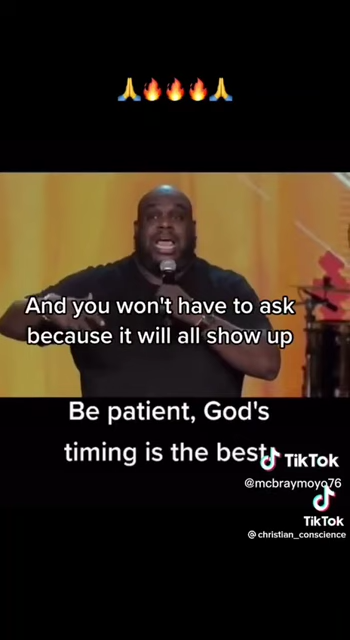 🙏🔥🔥🔥🙏
And you won't have to ask
because it will all show up
Be patient, God's
timing is the best
TikTok
@mcbraymoyo76
TikTok
@christian_conscience